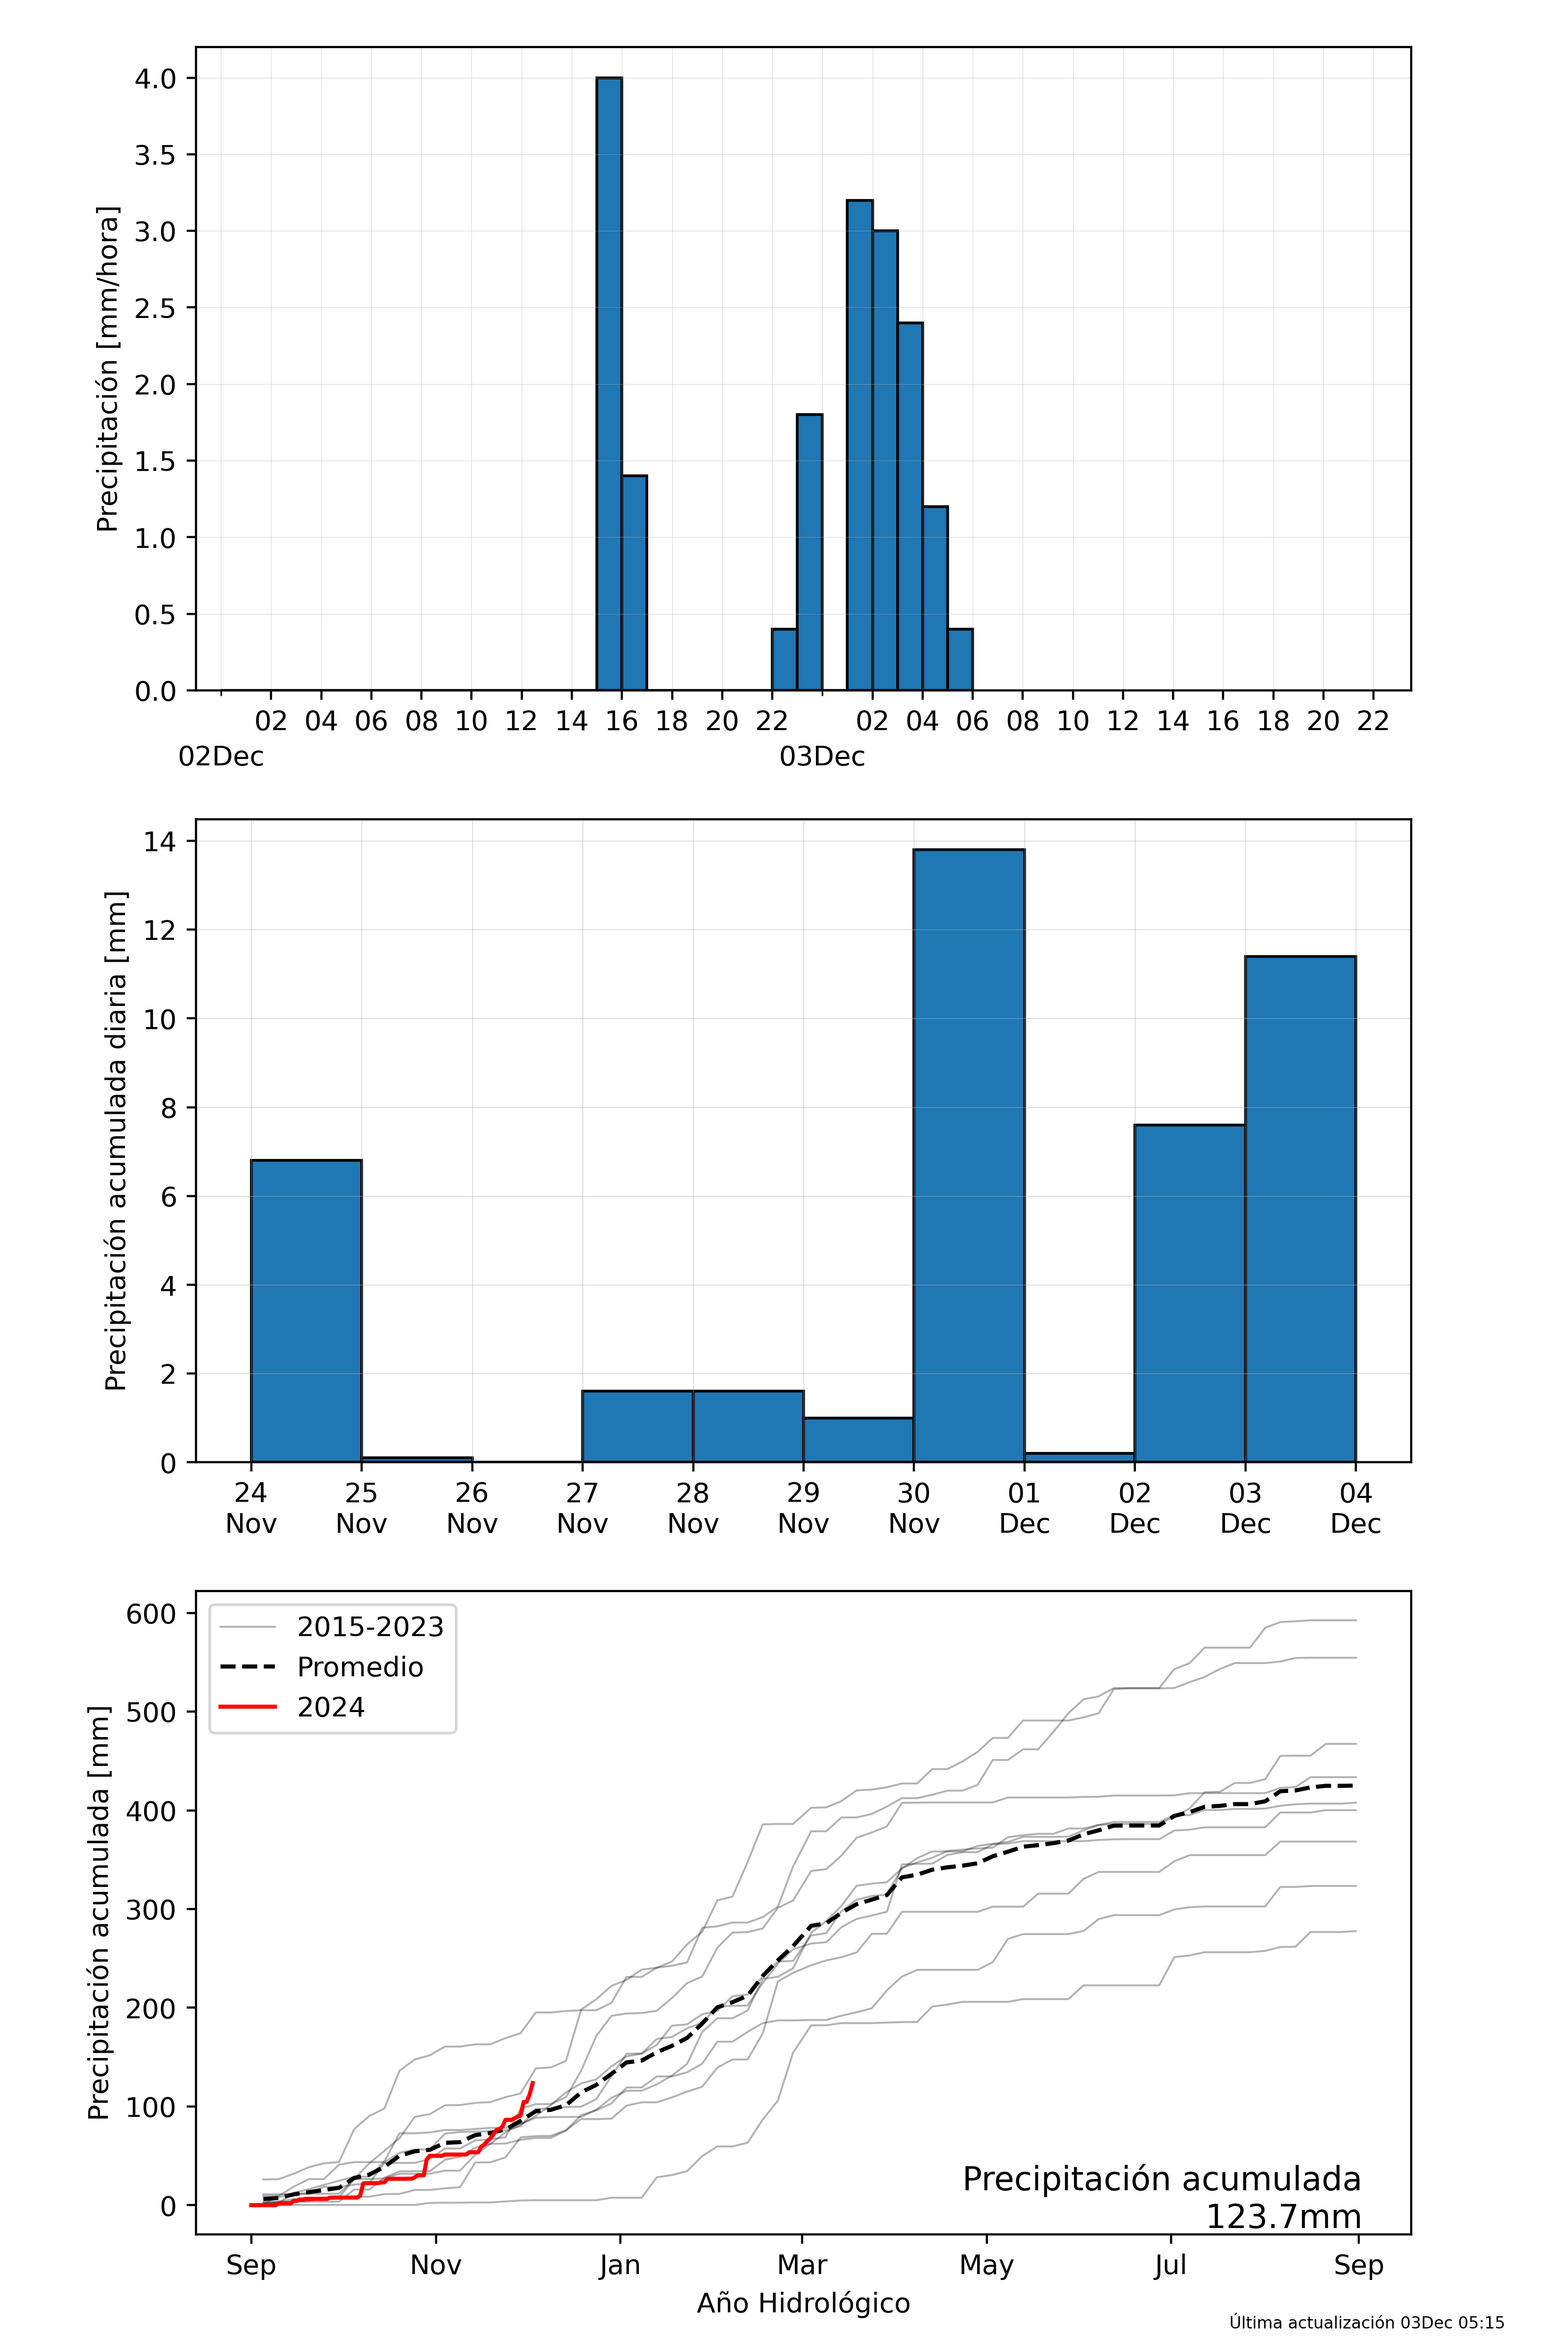 Precipitación [mm/hora]
4.0
3.5
3.0
2.5
2.0
1.5
1.0
0.5
0.0
02 04 06 08 10 12 14 16 18 20 22 02 04 06 08 10 12 14 16 18 20 22
02Dec 03Dec
Precipitación acumulada diaria [mm]
14
12
10
8
6
4
2
0
24 25 26 27 28 29 30 01 02 03 04
Nov Nov Nov Nov Nov Nov Nov Dec Dec Dec Dec
Precipitación acumulada [mm]
600
500
400
300
200
100
0
2015-2023
Promedio
2024
Precipitación acumulada
123.7mm
Sep Nov Jan Mar May Jul Sep
Año Hidrológico
Última actualización 03Dec 05:15